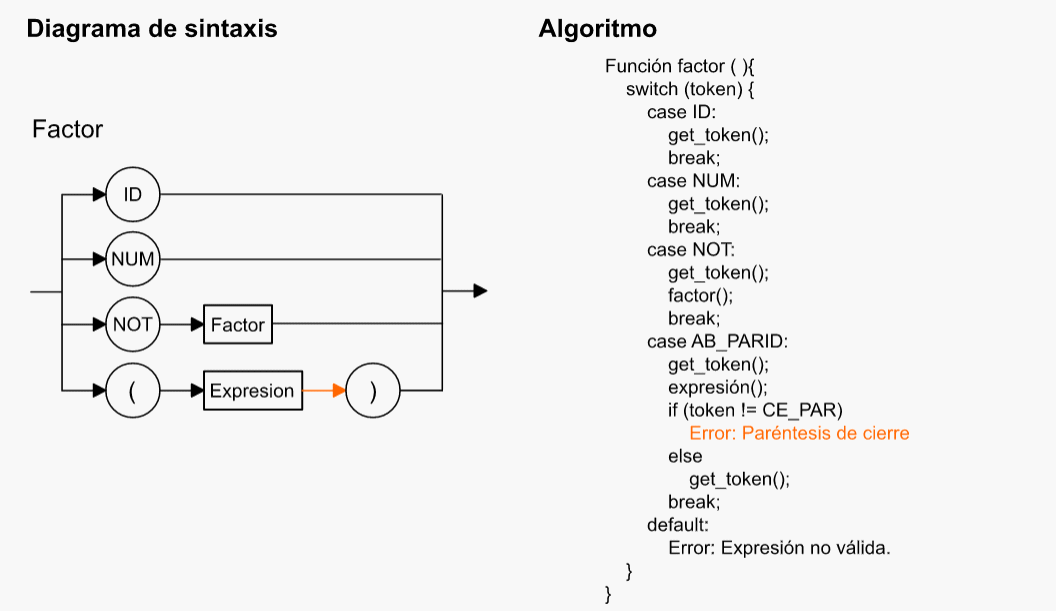 Diagrama de sintaxis
Factor
ID
NUM
NOT
Factor
(
Expresion
)
Algoritmo
Función factor ( ){
switch (token) {
case ID:
get_token();
break;
case NUM:
get_token();
break;
case NOT:
get_token();
factor();
break;
case AB_PARID:
get_token();
expresión();
if (token != CE_PAR)
Error: Paréntesis de cierre
else
get_token();
break;
default:
Error: Expresión no válida.
}
}